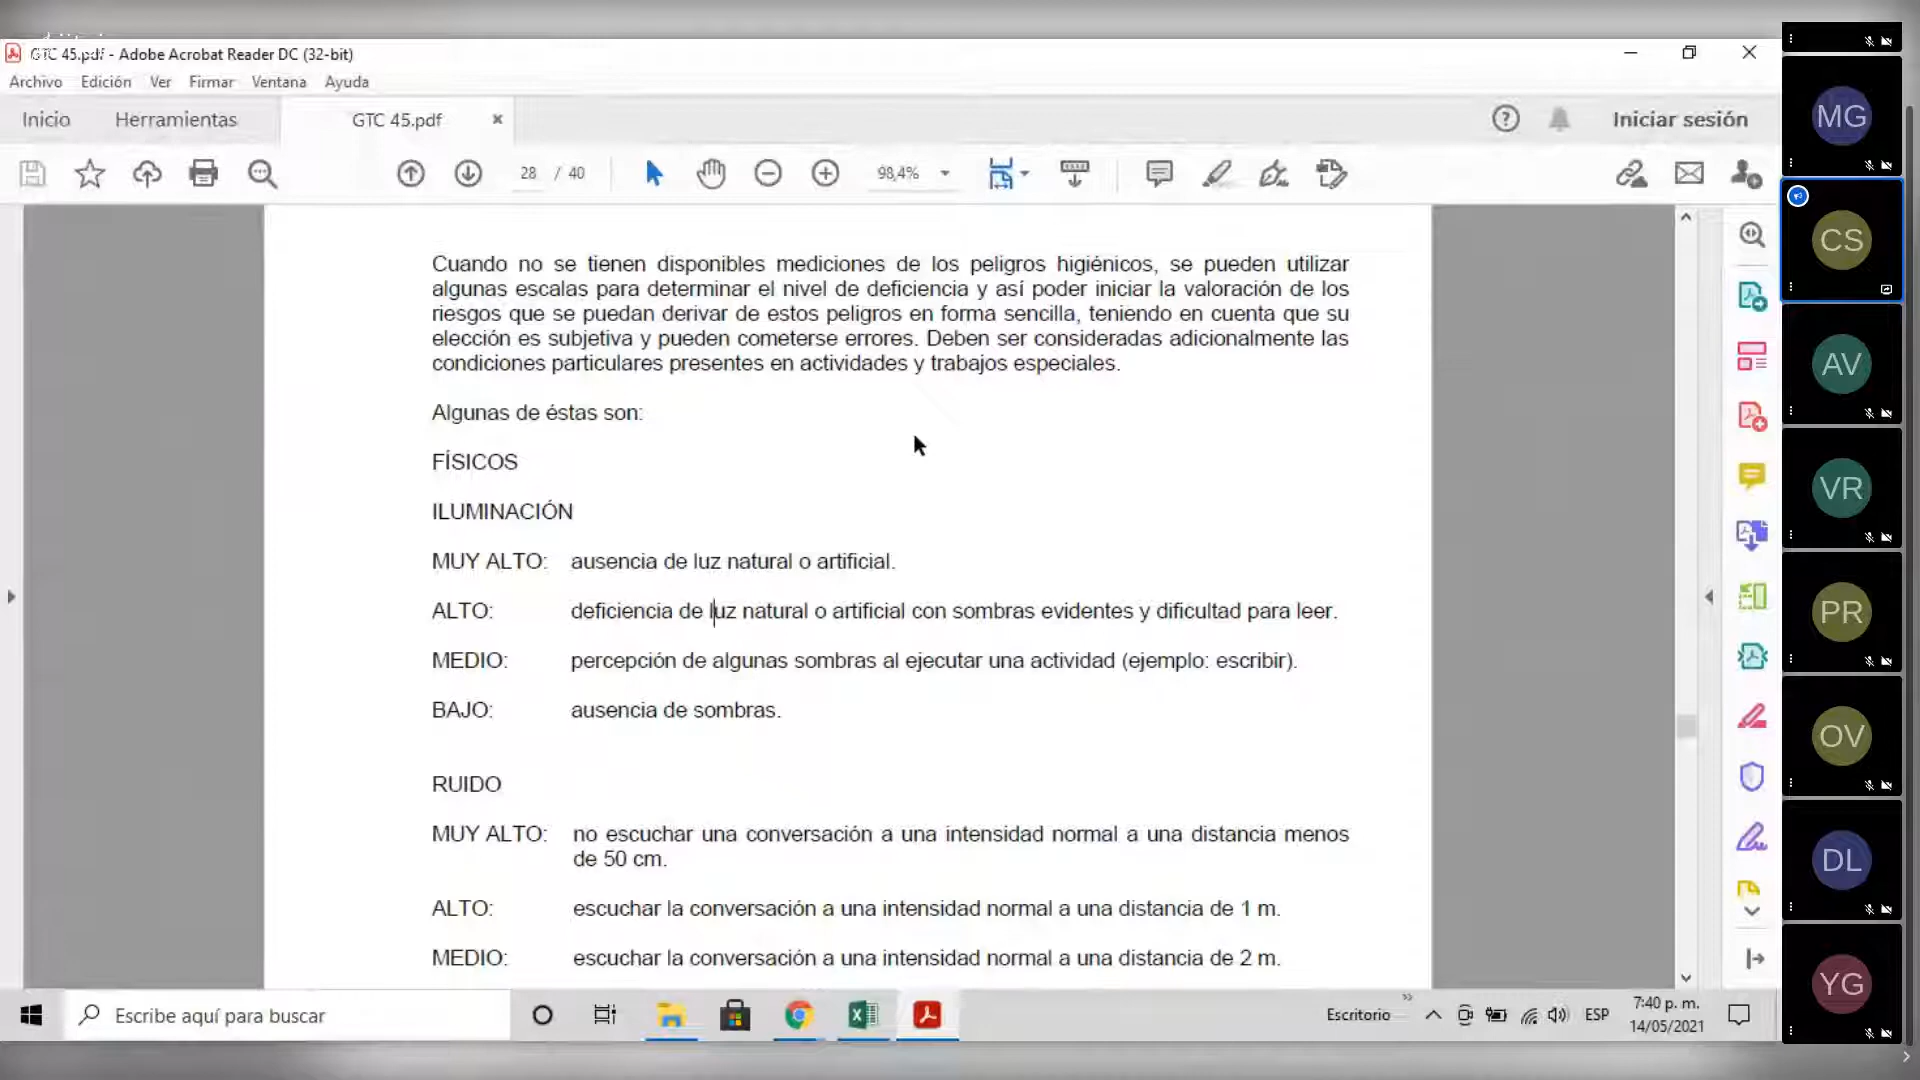 GTC 45.pdf - Adobe Acrobat Reader DC (32-bit)
Archivo Edición Ver Firmar Ventana Ayuda
Inicio Herramientas GTC 45.pdf × Iniciar sesión
28 / 40 98,4%
Cuando no se tienen disponibles mediciones de los peligros higiénicos, se pueden utilizar
algunas escalas para determinar el nivel de deficiencia y así poder iniciar la valoración de los
riesgos que se puedan derivar de estos peligros en forma sencilla, teniendo en cuenta que su
elección es subjetiva y pueden cometerse errores. Deben ser consideradas adicionalmente las
condiciones particulares presentes en actividades y trabajos especiales.
Algunas de éstas son:
FÍSICOS
ILUMINACIÓN
MUY ALTO: ausencia de luz natural o artificial.
ALTO: deficiencia de luz natural o artificial con sombras evidentes y dificultad para leer.
MEDIO: percepción de algunas sombras al ejecutar una actividad (ejemplo: escribir).
BAJO: ausencia de sombras.
RUIDO
MUY ALTO: no escuchar una conversación a una intensidad normal a una distancia menos
de 50 cm.
ALTO: escuchar la conversación a una intensidad normal a una distancia de 1 m.
MEDIO: escuchar la conversación a una intensidad normal a una distancia de 2 m.
Escribe aquí para buscar
Escritorio
ESP
7:40 p. m.
14/05/2021
MG
CS
AV
VR
PR
OV
DL
YG